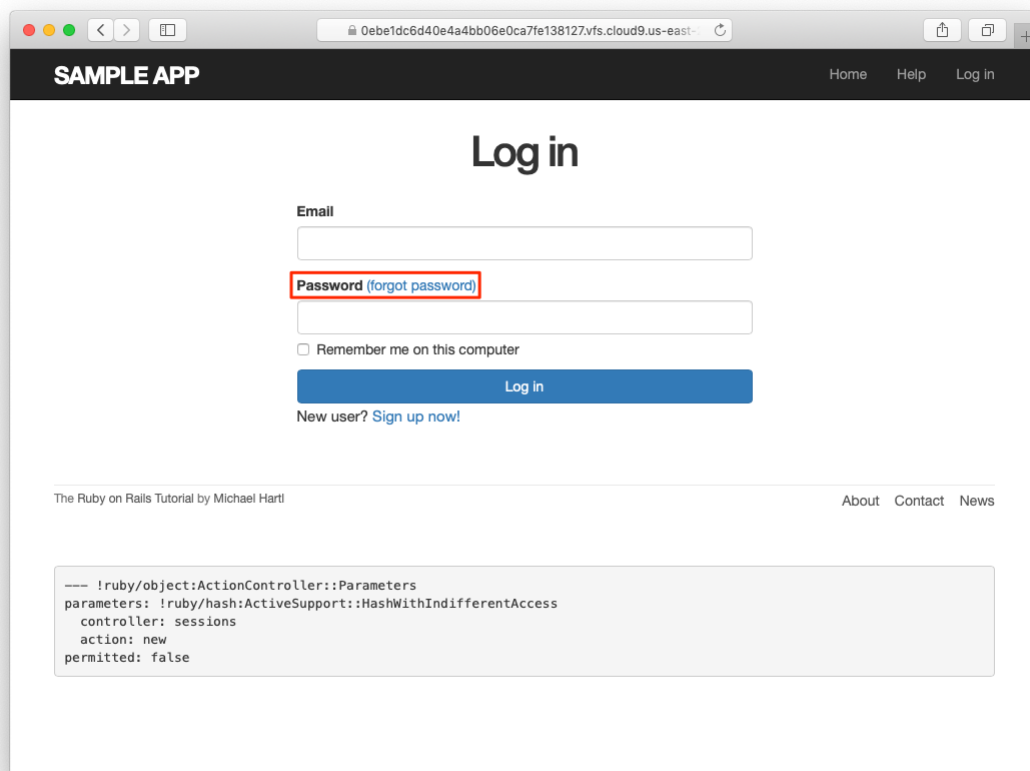 0ebe1dc6d40e4a4bb06e0ca7fe138127.vfs.cloud9.us-east-
SAMPLE APP Home Help Log in
Log in
Email
Password (forgot password)
Remember me on this computer
Log in
New user? Sign up now!
The Ruby on Rails Tutorial by Michael Hartl About Contact News
--- !ruby/object:ActionController::Parameters
parameters: !ruby/hash:ActiveSupport::HashWithIndifferentAccess
  controller: sessions
  action: new
permitted: false